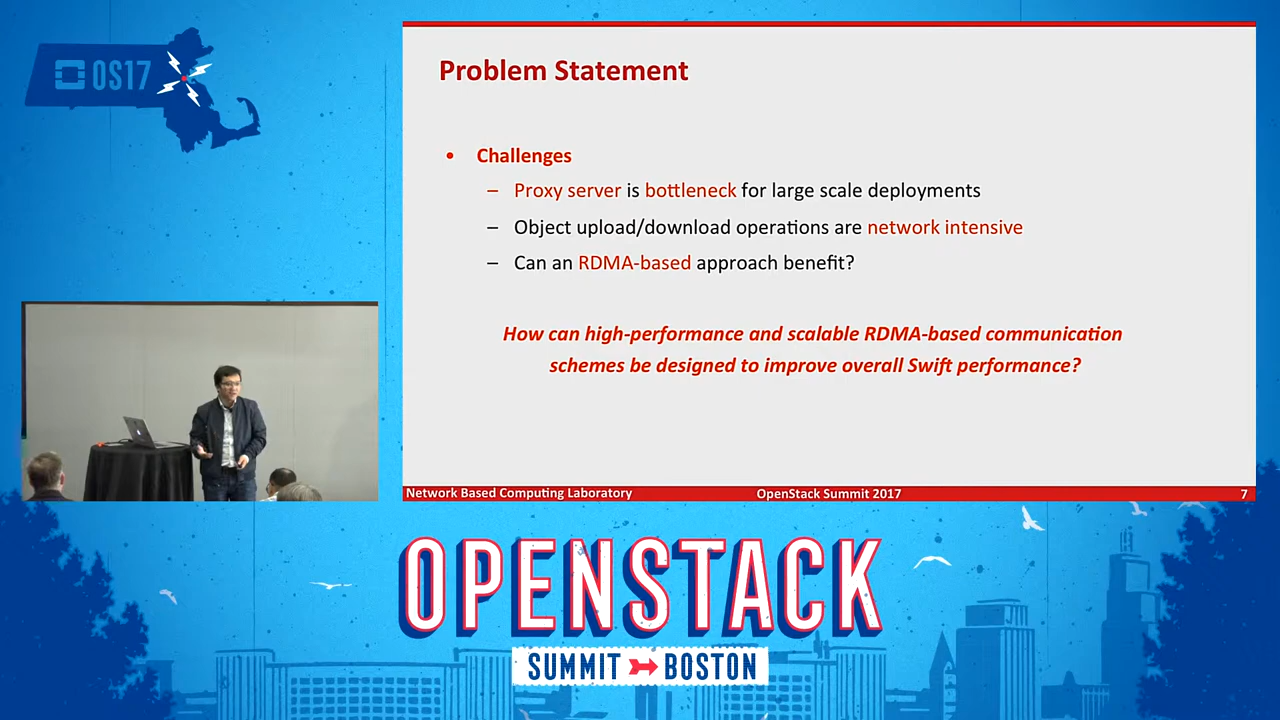 OS17
Problem Statement
• Challenges
– Proxy server is bottleneck for large scale deployments
– Object upload/download operations are network intensive
– Can an RDMA-based approach benefit?
How can high-performance and scalable RDMA-based communication
schemes be designed to improve overall Swift performance?
Network Based Computing Laboratory OpenStack Summit 2017 7
OPENSTACK
SUMMIT BOSTON